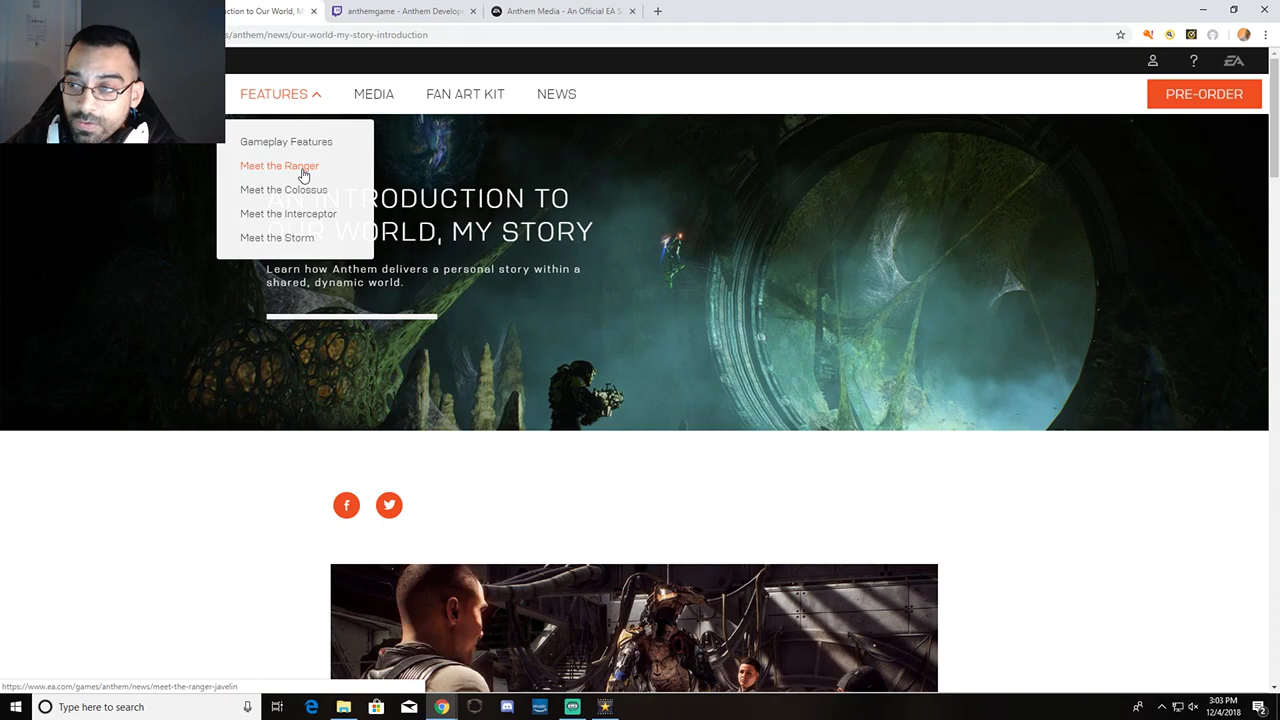 ction to Our World, M
anthemgame - Anthem Develop
Anthem Media - An Official EA S
s/anthem/news/our-world-my-story-introduction
EA
FEATURES
MEDIA
FAN ART KIT
NEWS
PRE-ORDER
Gameplay Features
Meet the Ranger
Meet the Colossus
Meet the Interceptor
Meet the Storm
AN INTRODUCTION TO
OUR WORLD, MY STORY
Learn how Anthem delivers a personal story within a
shared, dynamic world.
https://www.ea.com/games/anthem/news/meet-the-ranger-javelin
Type here to search
music
3:03 PM
12/4/2018
2